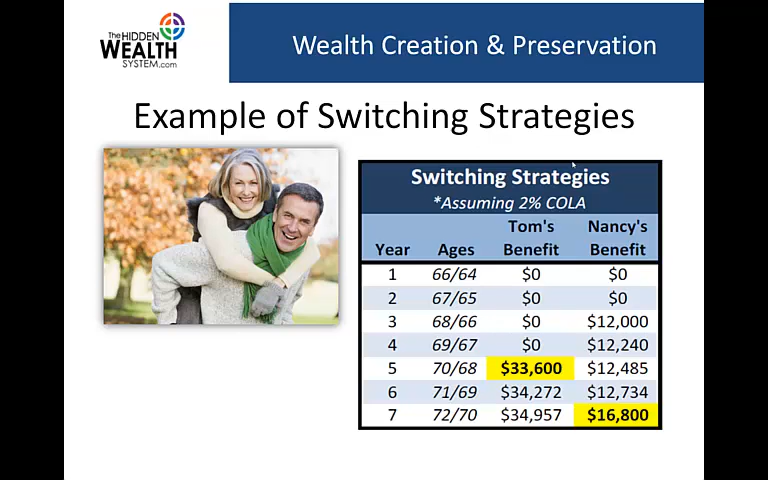 The HIDDEN
WEALTH
SYSTEM.com
Wealth Creation & Preservation
Example of Switching Strategies
Switching Strategies
*Assuming 2% COLA
Tom's Nancy's
Year Ages Benefit Benefit
1 66/64 $0 $0
2 67/65 $0 $0
3 68/66 $0 $12,000
4 69/67 $0 $12,240
5 70/68 $33,600 $12,485
6 71/69 $34,272 $12,734
7 72/70 $34,957 $16,800